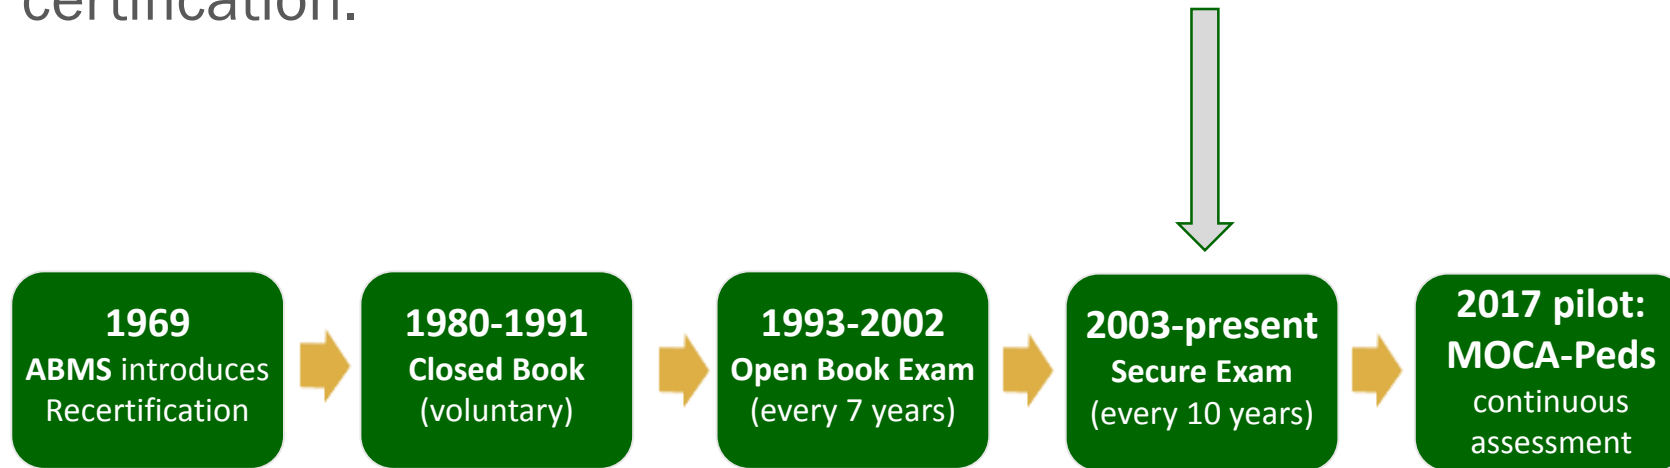 certification.
1969
ABMS introduces
Recertification
1980-1991
Closed Book
(voluntary)
1993-2002
Open Book Exam
(every 7 years)
2003-present
Secure Exam
(every 10 years)
2017 pilot:
MOCA-Peds
continuous
assessment